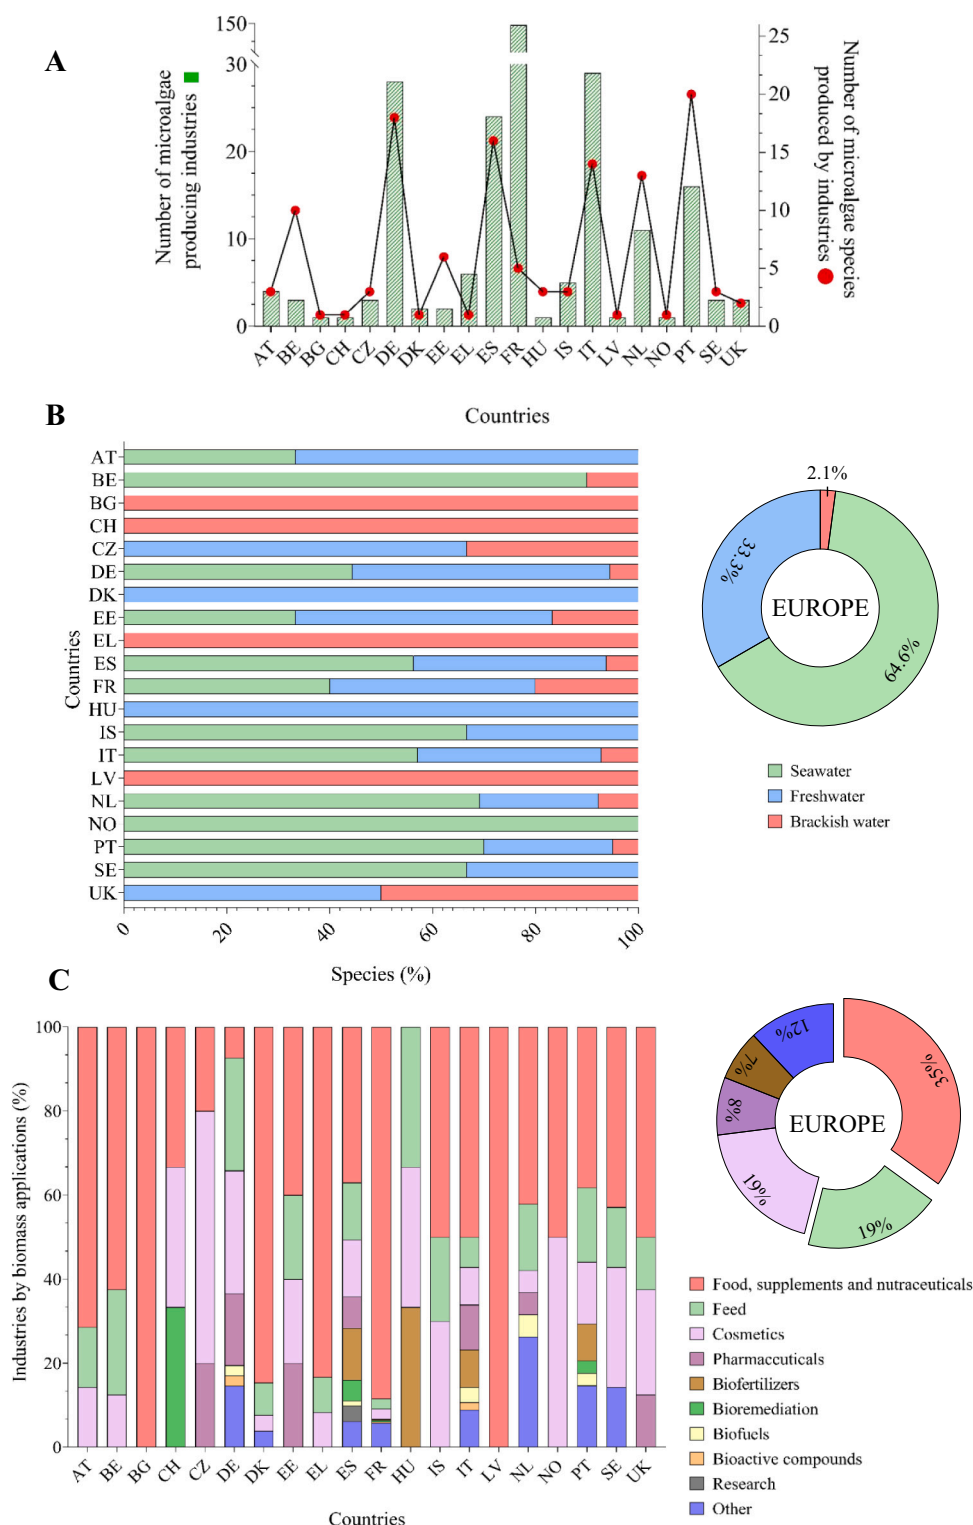 A
Number of microalgae
producing industries
150
30
20
10
0
25
20
15
10
5
0
Number of microalgae species
produced by industries
AT
BE
BG
CH
CZ
DE
DK
EE
EL
ES
FR
HU
IS
IT
LV
NL
NO
PT
SE
UK
Countries
B
Countries
AT
BE
BG
CH
CZ
DE
DK
EE
EL
ES
FR
HU
IS
IT
LV
NL
NO
PT
SE
UK
0
20
40
60
80
100
Species (%)
2.1%
33.3%
EUROPE
64.6%
Seawater
Freshwater
Brackish water
C
Industries by biomass applications (%)
100
80
60
40
20
0
AT
BE
BG
CH
CZ
DE
DK
EE
EL
ES
FR
HU
IS
IT
LV
NL
NO
PT
SE
UK
Countries
12%
35%
7%
8%
EUROPE
19%
19%
Food, supplements and nutraceuticals
Feed
Cosmetics
Pharmaccuticals
Biofertilizers
Bioremediation
Biofuels
Bioactive compounds
Research
Other